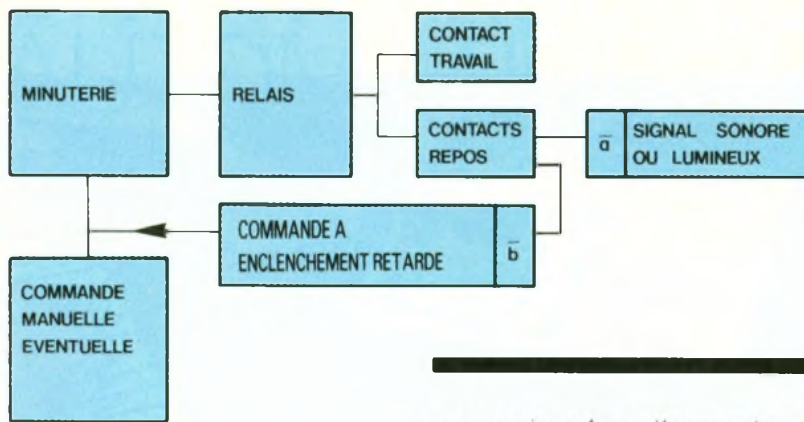 MINUTERIE
RELAIS
CONTACT
TRAVAIL
CONTACTS
REPOS
a̅
SIGNAL SONORE
OU LUMINEUX
COMMANDE A
ENCLENCHEMENT RETARDE
b̅
COMMANDE
MANUELLE
EVENTUELLE